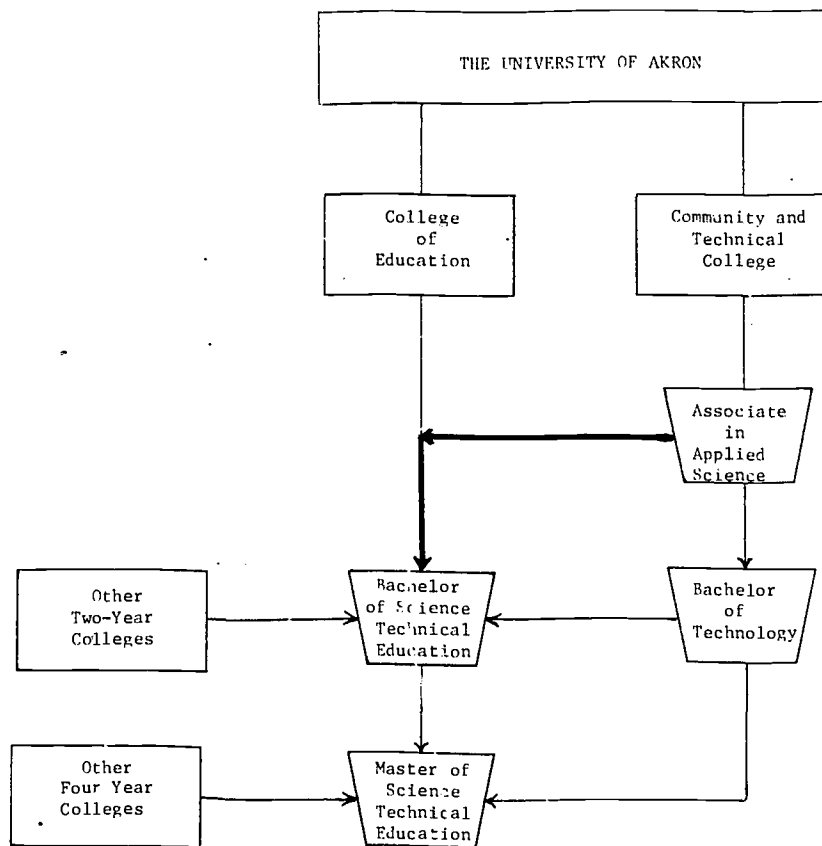 THE UNIVERSITY OF AKRON
College
of
Education
Community and
Technical
College
Associate
in
Applied
Science
Other
Two-Year
Colleges
Bachelor
of Science
Technical
Education
Bachelor
of
Technology
Other
Four Year
Colleges
Master of
Science
Technical
Education